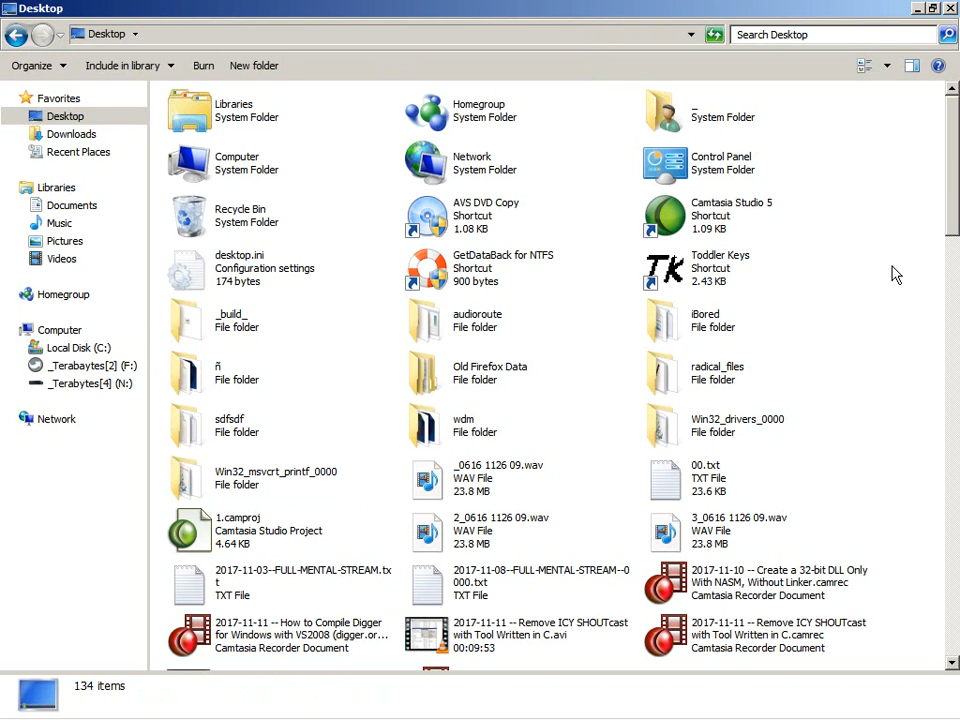 Desktop
Desktop
Search Desktop
Organize
Include in library
Burn
New folder
Favorites
Desktop
Downloads
Recent Places
Libraries
Documents
Music
Pictures
Videos
Homegroup
Computer
Local Disk (C:)
_Terabaytes[2] (F:)
_Terabytes[4] (N:)
Network
Libraries
System Folder
Homegroup
System Folder
_
System Folder
Computer
System Folder
Network
System Folder
Control Panel
System Folder
Recycle Bin
System Folder
AVS DVD Copy
Shortcut
1.08 KB
Camtasia Studio 5
Shortcut
1.09 KB
desktop.ini
Configuration settings
174 bytes
GetDataBack for NTFS
Shortcut
900 bytes
TK
Toddler Keys
Shortcut
2.43 KB
_build_
File folder
audioroute
File folder
iBored
File folder
ñ
File folder
Old Firefox Data
File folder
radical_files
File folder
sdfsdf
File folder
wdm
File folder
Win32_drivers_0000
File folder
Win32_msvcrt_printf_0000
File folder
_0616 1126 09.wav
WAV File
23.8 MB
00.txt
TXT File
23.6 KB
1.camproj
Camtasia Studio Project
4.64 KB
2_0616 1126 09.wav
WAV File
23.8 MB
3_0616 1126 09.wav
WAV File
23.8 MB
2017-11-03--FULL-MENTAL-STREAM.tx
t
TXT File
2017-11-08--FULL-MENTAL-STREAM--0
000.txt
TXT File
2017-11-10 -- Create a 32-bit DLL Only
With NASM, Without Linker.camrec
Camtasia Recorder Document
2017-11-11 -- How to Compile Digger
for Windows with VS2008 (digger.or...
Camtasia Recorder Document
2017-11-11 -- Remove ICY SHOUTcast
with Tool Written in C.avi
00:09:53
2017-11-11 -- Remove ICY SHOUTcast
with Tool Written in C.camrec
Camtasia Recorder Document
134 items